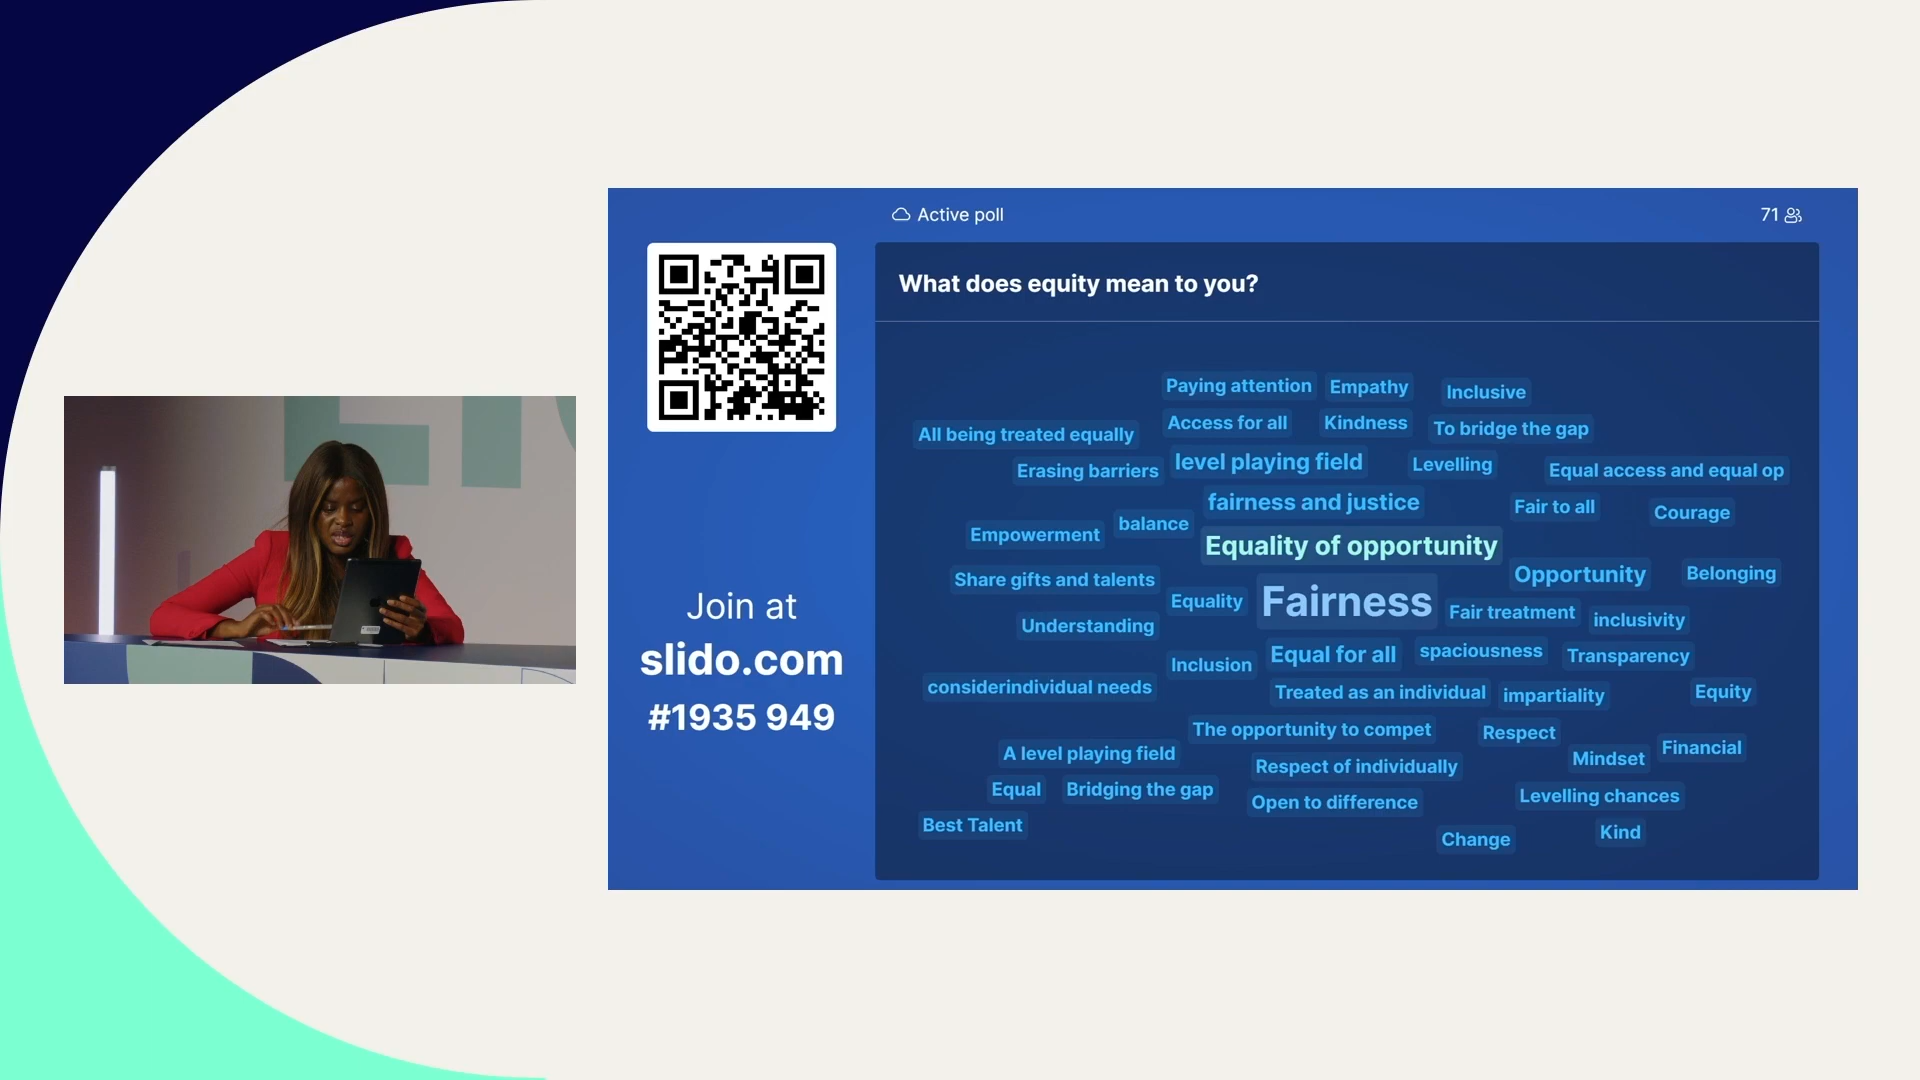 Active poll
71
What does equity mean to you?
Join at
slido.com
#1935 949
Paying attention
Empathy
Inclusive
All being treated equally
Access for all
Kindness
To bridge the gap
Erasing barriers
level playing field
Levelling
Equal access and equal op
fairness and justice
Fair to all
Courage
Empowerment
balance
Equality of opportunity
Share gifts and talents
Opportunity
Belonging
Equality
Fairness
Fair treatment
inclusivity
Understanding
Inclusion
Equal for all
spaciousness
Transparency
considerindividual needs
Treated as an individual
impartiality
Equity
The opportunity to compet
Respect
A level playing field
Respect of individually
Mindset
Financial
Equal
Bridging the gap
Open to difference
Levelling chances
Best Talent
Change
Kind